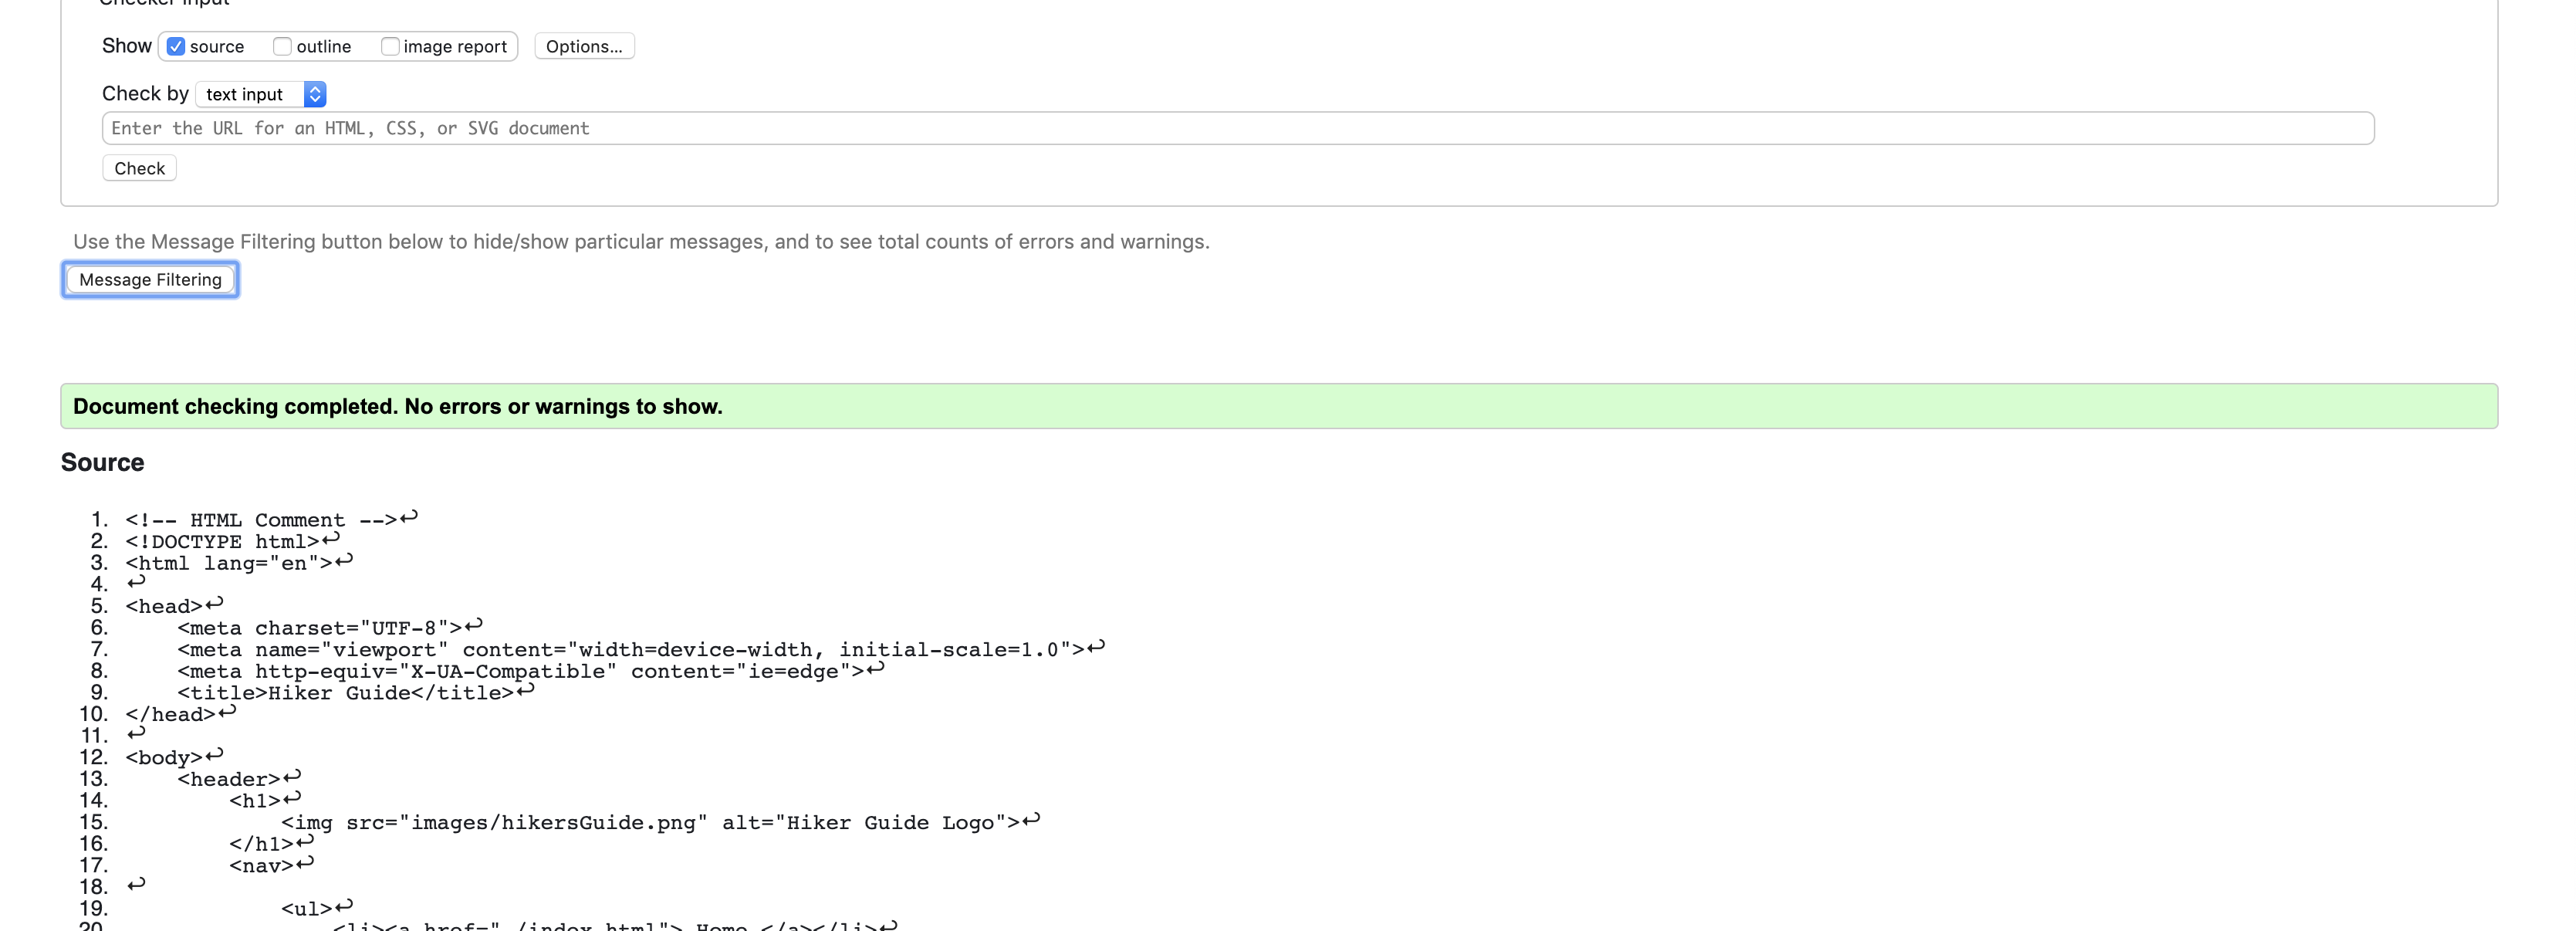 Checker Input
Show source outline image report Options...
Check by text input
Enter the URL for an HTML, CSS, or SVG document
Check
Use the Message Filtering button below to hide/show particular messages, and to see total counts of errors and warnings.
Message Filtering
Document checking completed. No errors or warnings to show.
Source
1. <!-- HTML Comment -->↩
2. <!DOCTYPE html>↩
3. <html lang="en">↩
4. ↩
5. <head>↩
6.     <meta charset="UTF-8">↩
7.     <meta name="viewport" content="width=device-width, initial-scale=1.0">↩
8.     <meta http-equiv="X-UA-Compatible" content="ie=edge">↩
9.     <title>Hiker Guide</title>↩
10. </head>↩
11. ↩
12. <body>↩
13.     <header>↩
14.         <h1>↩
15.             <img src="images/hikersGuide.png" alt="Hiker Guide Logo">↩
16.         </h1>↩
17.         <nav>↩
18. ↩
19.             <ul>↩
20.                 <li><a href="./index.html"> Home </a></li>↩